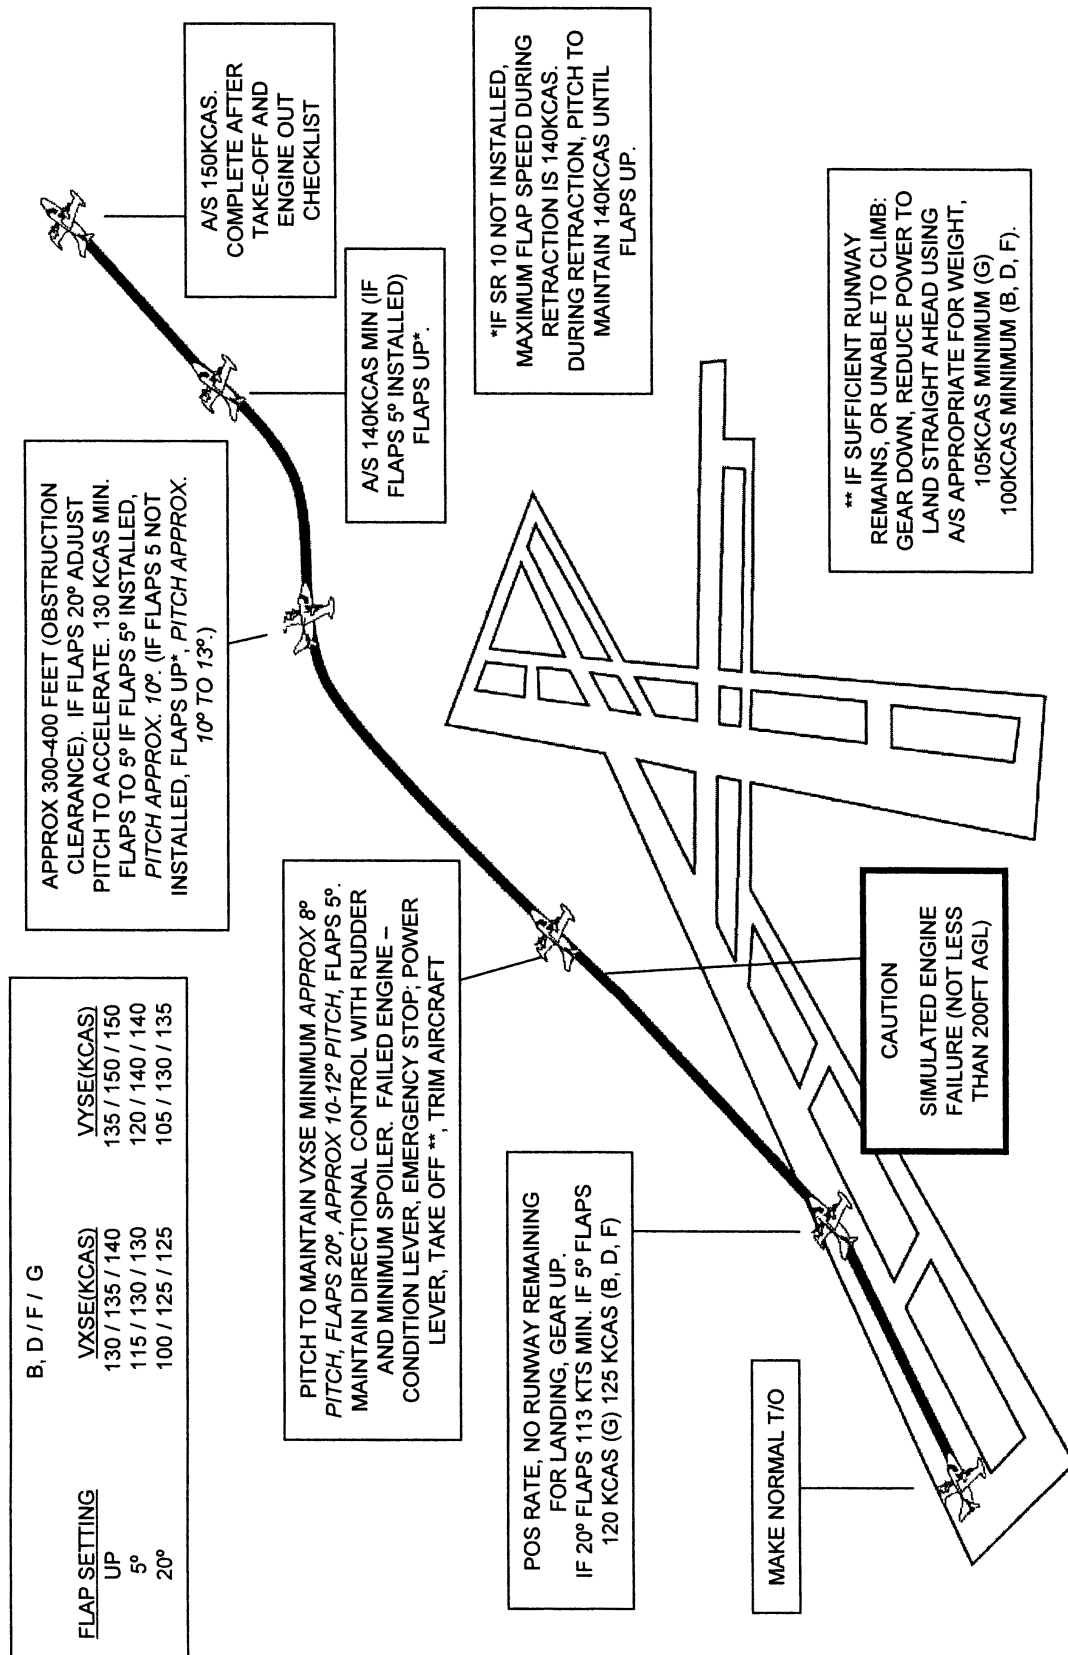 B, D / F / G
FLAP SETTING VXSE(KCAS) VYSE(KCAS)
UP 130 / 135 / 140 135 / 150 / 150
5º 115 / 130 / 130 120 / 140 / 140
20º 100 / 125 / 125 105 / 130 / 135
MAKE NORMAL T/O
POS RATE, NO RUNWAY REMAINING
FOR LANDING, GEAR UP.
IF 20º FLAPS 113 KTS MIN. IF 5º FLAPS
120 KCAS (G) 125 KCAS (B, D, F)
CAUTION
SIMULATED ENGINE
FAILURE (NOT LESS
THAN 200FT AGL)
PITCH TO MAINTAIN VXSE MINIMUM APPROX 8º
PITCH, FLAPS 20º, APPROX 10-12º PITCH, FLAPS 5º.
MAINTAIN DIRECTIONAL CONTROL WITH RUDDER
AND MINIMUM SPOILER. FAILED ENGINE –
CONDITION LEVER, EMERGENCY STOP; POWER
LEVER, TAKE OFF **, TRIM AIRCRAFT
APPROX 300-400 FEET (OBSTRUCTION
CLEARANCE). IF FLAPS 20º ADJUST
PITCH TO ACCELERATE. 130 KCAS MIN.
FLAPS TO 5º IF FLAPS 5º INSTALLED,
PITCH APPROX. 10º. (IF FLAPS 5 NOT
INSTALLED, FLAPS UP*, PITCH APPROX.
10º TO 13º.)
A/S 140KCAS MIN (IF
FLAPS 5º INSTALLED)
FLAPS UP*.
A/S 150KCAS.
COMPLETE AFTER
TAKE-OFF AND
ENGINE OUT
CHECKLIST
*IF SR 10 NOT INSTALLED,
MAXIMUM FLAP SPEED DURING
RETRACTION IS 140KCAS.
DURING RETRACTION, PITCH TO
MAINTAIN 140KCAS UNTIL
FLAPS UP.
** IF SUFFICIENT RUNWAY
REMAINS, OR UNABLE TO CLIMB:
GEAR DOWN, REDUCE POWER TO
LAND STRAIGHT AHEAD USING
A/S APPROPRIATE FOR WEIGHT,
105KCAS MINIMUM (G)
100KCAS MINIMUM (B, D, F).